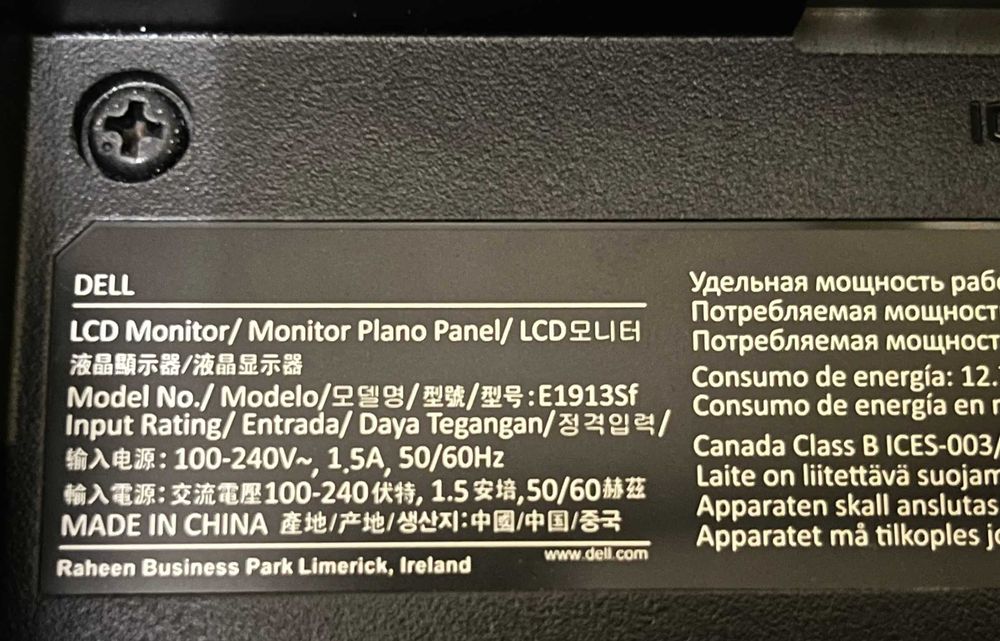 DELL
LCD Monitor/ Monitor Plano Panel/ LCD모니터
液晶顯示器/液晶显示器
Model No./ Modelo/모델명/型號/型号:E1913Sf
Input Rating/ Entrada/ Daya Tegangan/정격입력/
输入电源: 100-240V~, 1.5A, 50/60Hz
輸入電源:交流電壓100-240伏特, 1.5安培,50/60赫茲
MADE IN CHINA 產地/产地/생산지:中國/中国/중국
www.dell.com
Raheen Business Park Limerick, Ireland
Удельная мощность
Потребляемая
Потребляемая
Consumo de energía: 12.
Consumo de energía en
Canada Class B ICES-003/
Laite on liitettävä
Apparaten skall anslutas
Apparatet må tilkoples